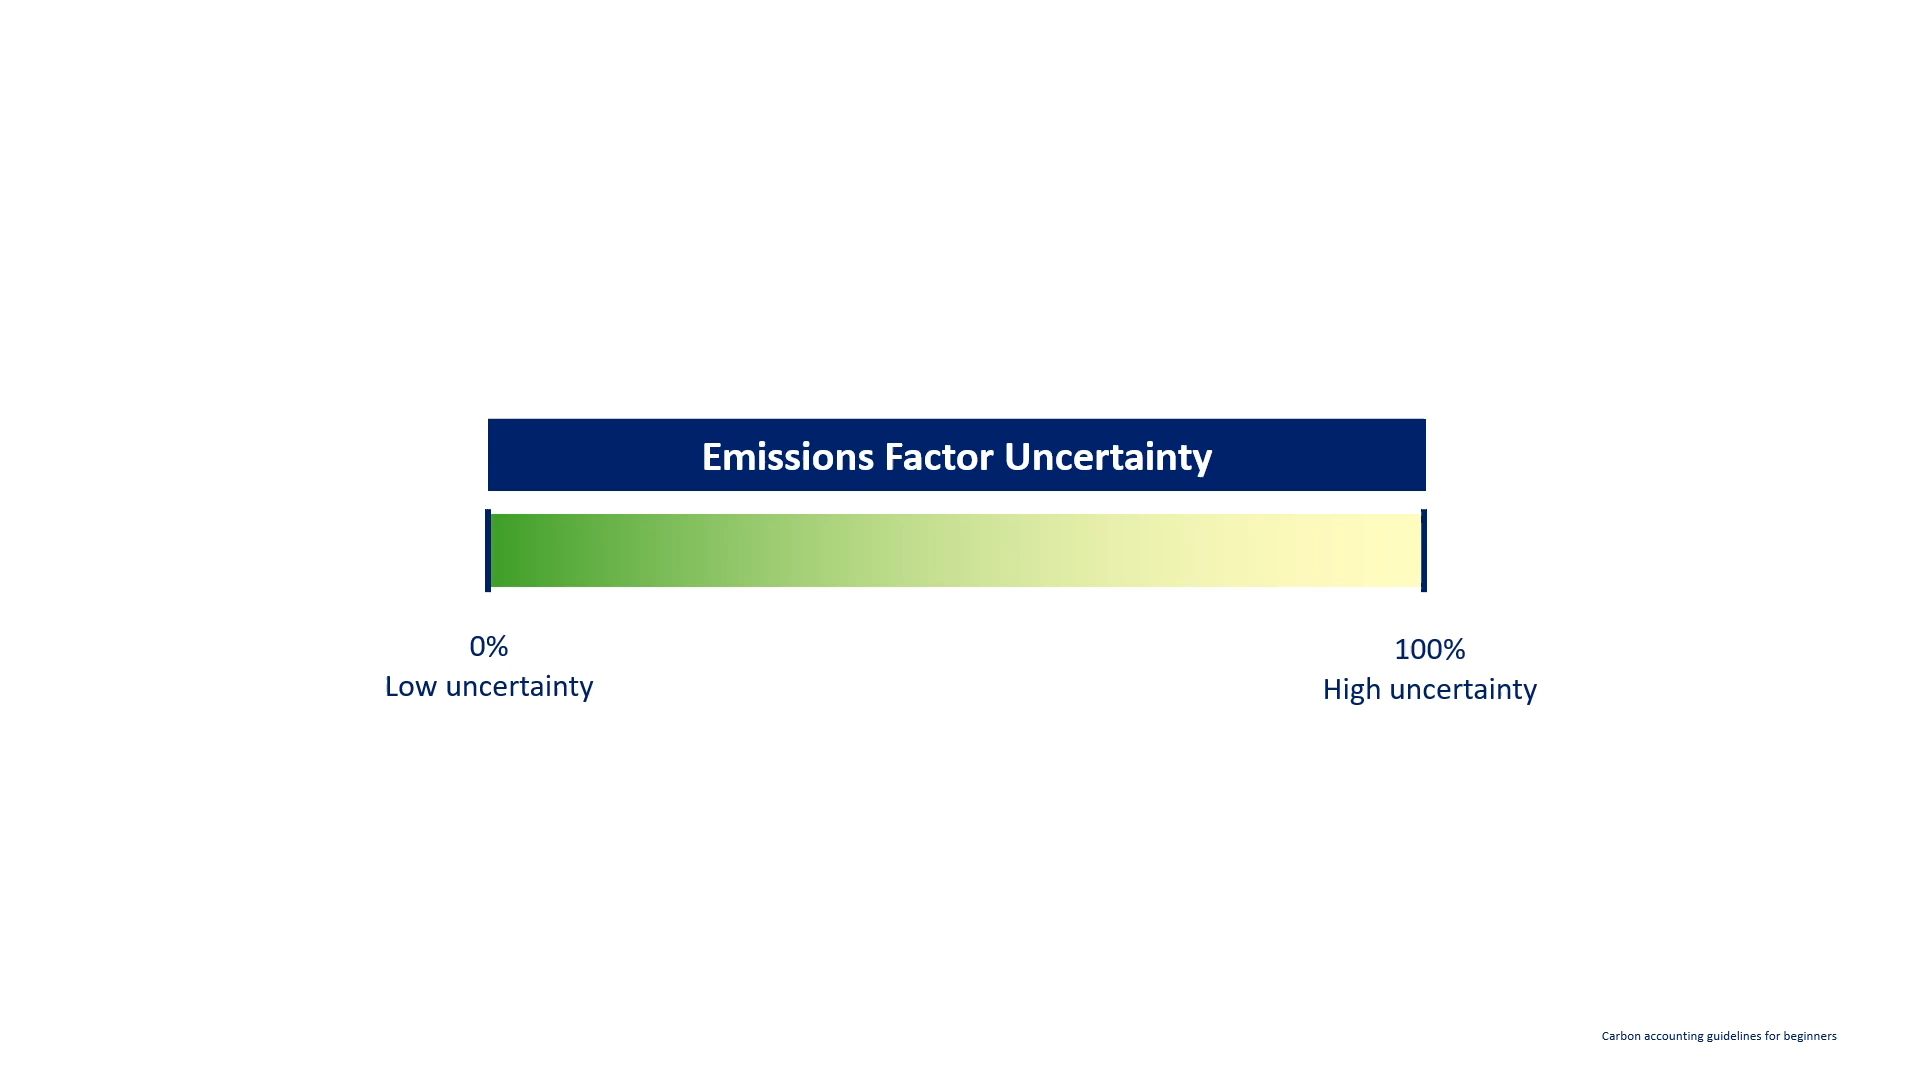 Emissions Factor Uncertainty
0%
Low uncertainty
100%
High uncertainty
Carbon accounting guidelines for beginners